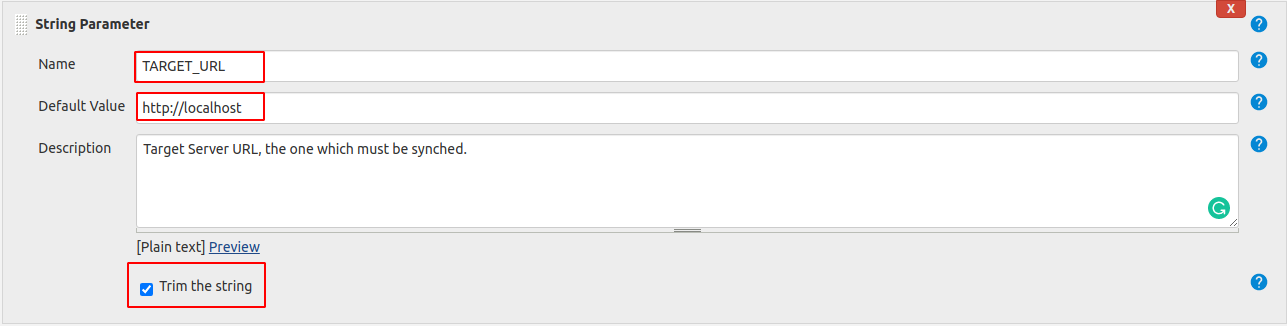 X
String Parameter
?
Name
TARGET_URL
?
Default Value
http://localhost
?
Description
Target Server URL, the one which must be synched.
?
[Plain text] Preview
Trim the string
?